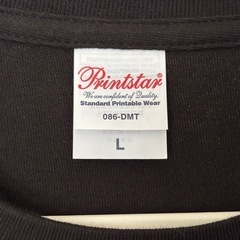 Printstar
We are confident of Quality.
Standard Printable Wear
086-DMT
L